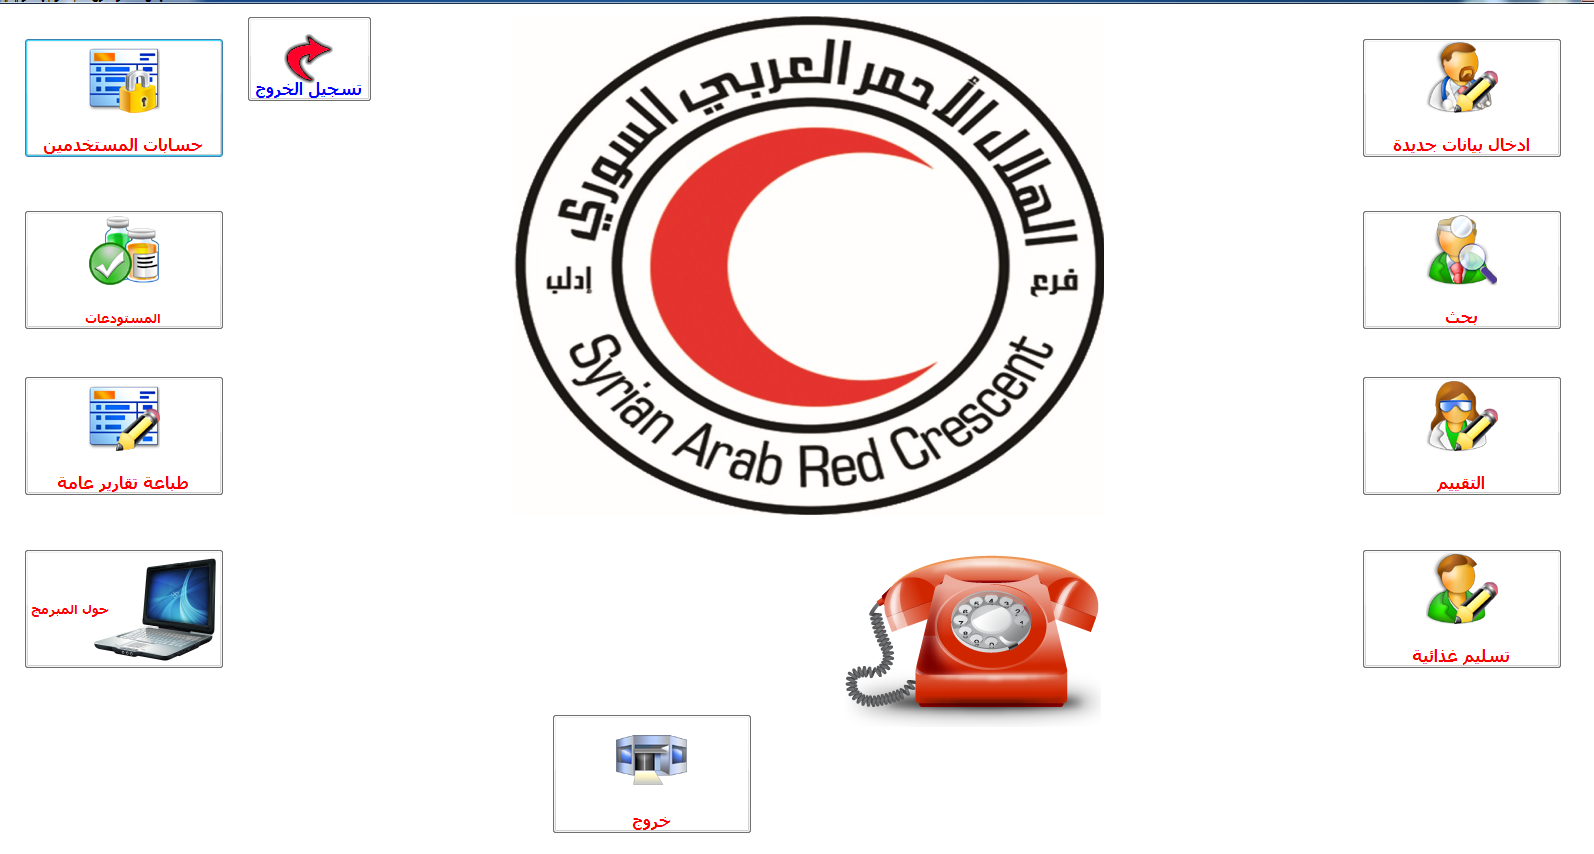 ادخال بيانات جديدة
تسجيل الخروج
حسابات المستخدمين
الهلال الأحمر العربي السوري
فرع
إدلب
Syrian Arab Red Crescent
بحث
المستودعات
التقييم
طباعة تقارير عامة
تسليم غذائية
حول المبرمج
خروج